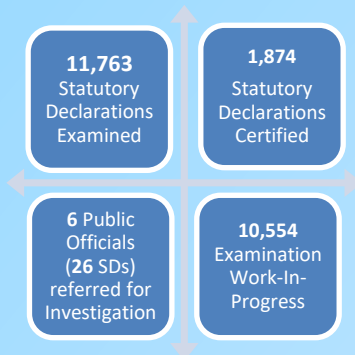 11,763
Statutory
Declarations
Examined
1,874
Statutory
Declarations
Certified
6 Public
Officials
(26 SDs)
referred for
Investigation
10,554
Examination
Work-In-
Progress